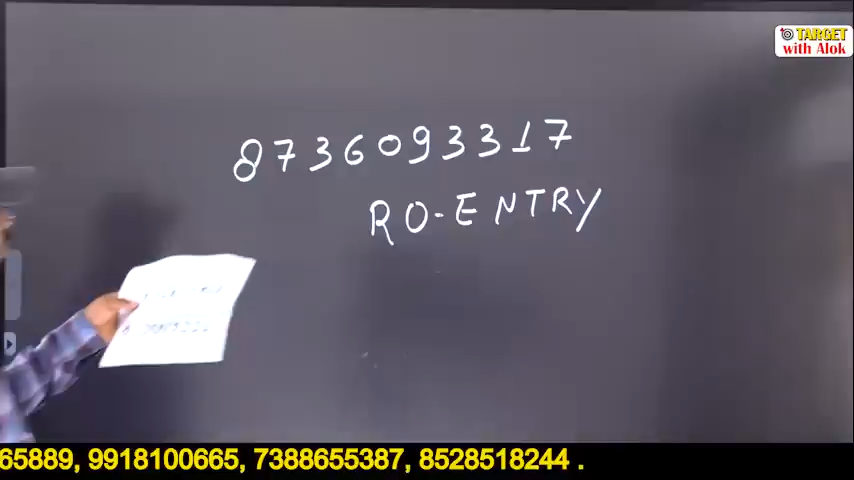 TARGET
with Alok
8736093317
RO-ENTRY
65889, 9918100665, 7388655387, 8528518244 .